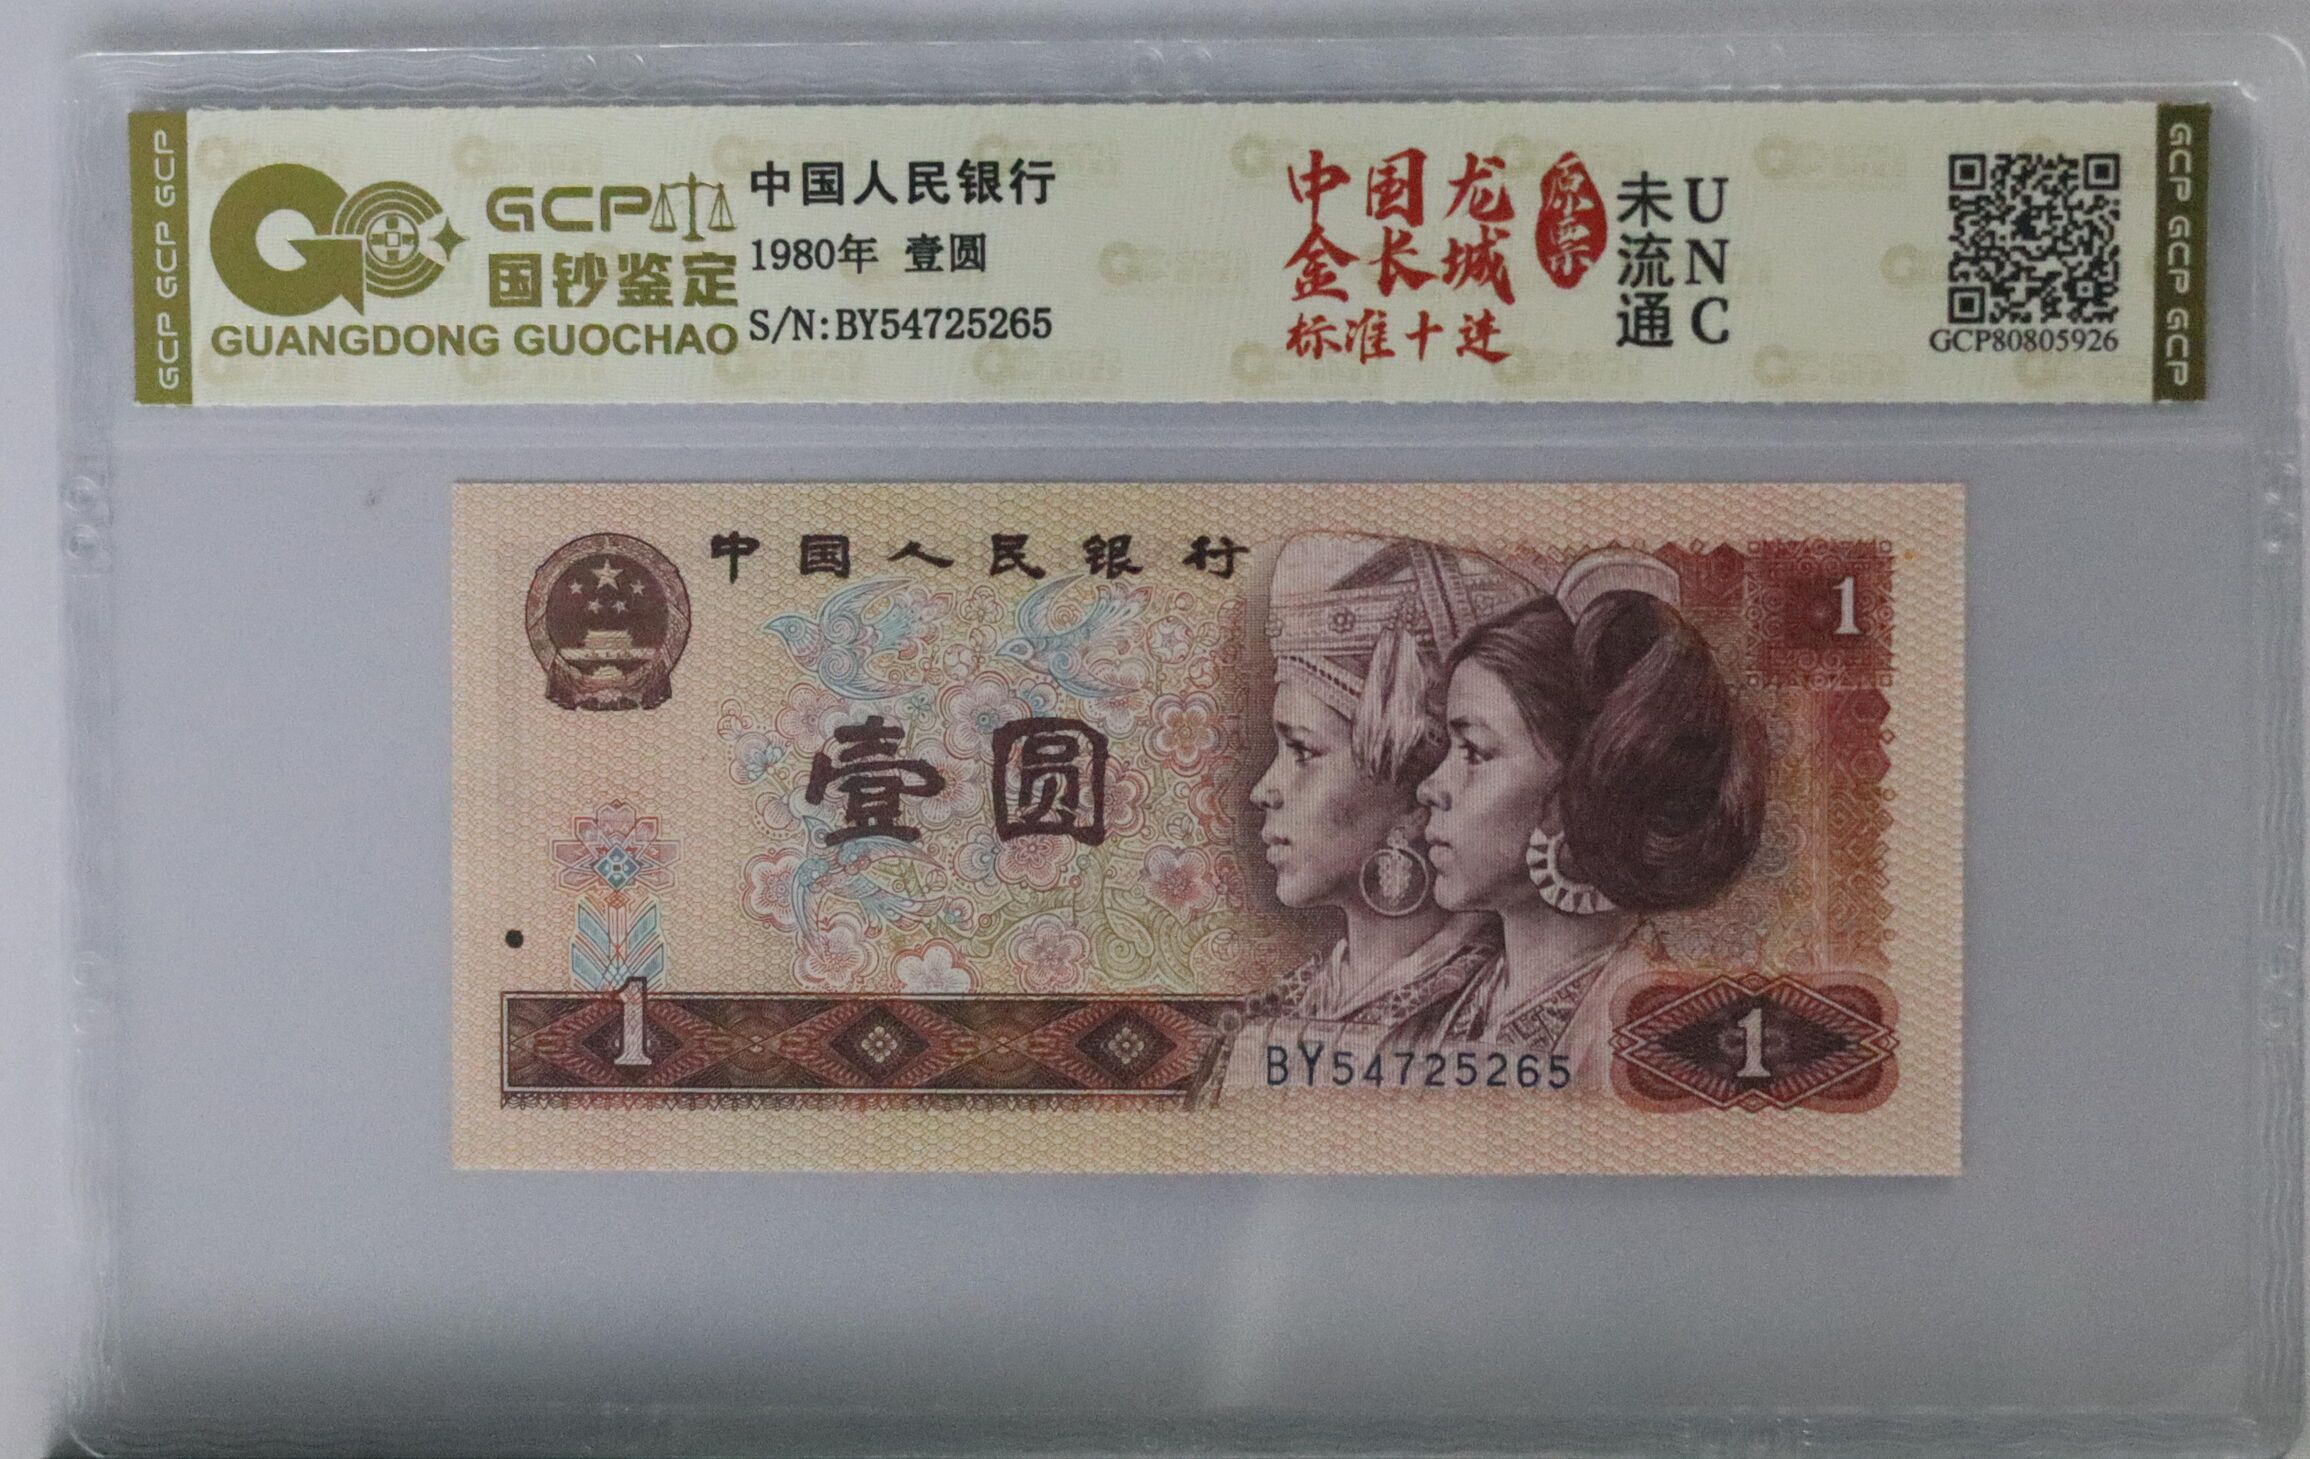 GCP GCP GCP
GCP
国钞鉴定
GUANGDONG GUOCHAO
中国人民银行
1980年 壹圆
S/N:BY54725265
中国龙
金长城
标准十进
原票
未流通
UNC
GCP80805926
GCP GCP GCP
中国人民银行
1
壹圆
1
BY54725265
1